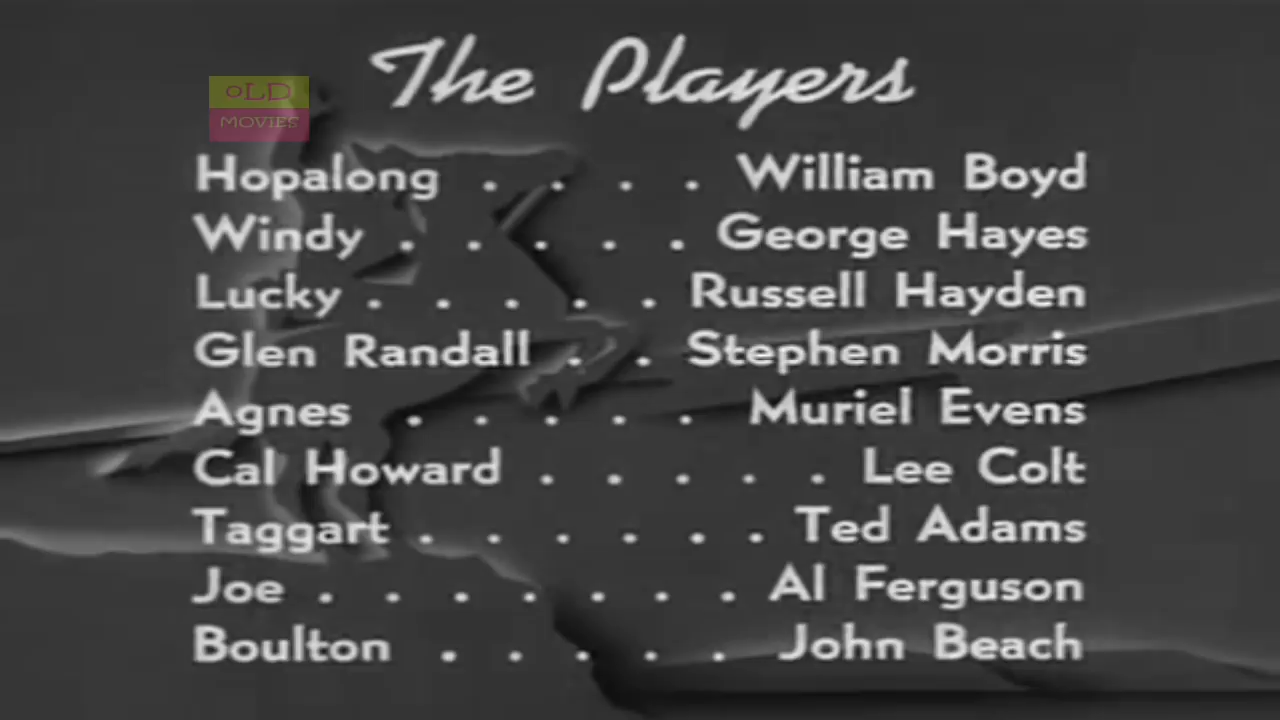 The Players
OLD
MOVIES
Hopalong . . . . William Boyd
Windy . . . . . George Hayes
Lucky . . . . . Russell Hayden
Glen Randall . . Stephen Morris
Agnes . . . . . Muriel Evens
Cal Howard . . . . . Lee Colt
Taggart . . . . . . Ted Adams
Joe . . . . . . . Al Ferguson
Boulton . . . . . John Beach